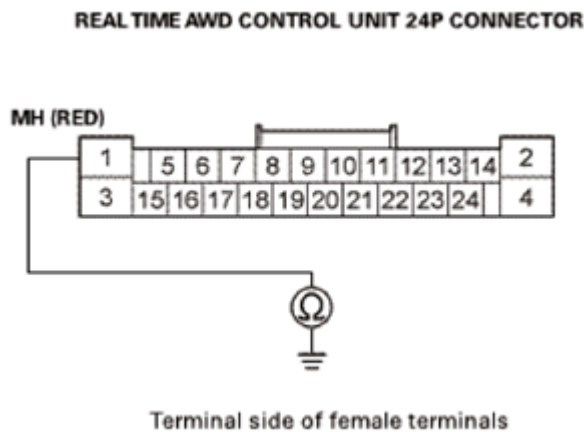 REAL TIME AWD CONTROL UNIT 24P CONNECTOR
MH (RED)
1 5 6 7 8 9 10 11 12 13 14 2
3 15 16 17 18 19 20 21 22 23 24 4
Ω
Terminal side of female terminals